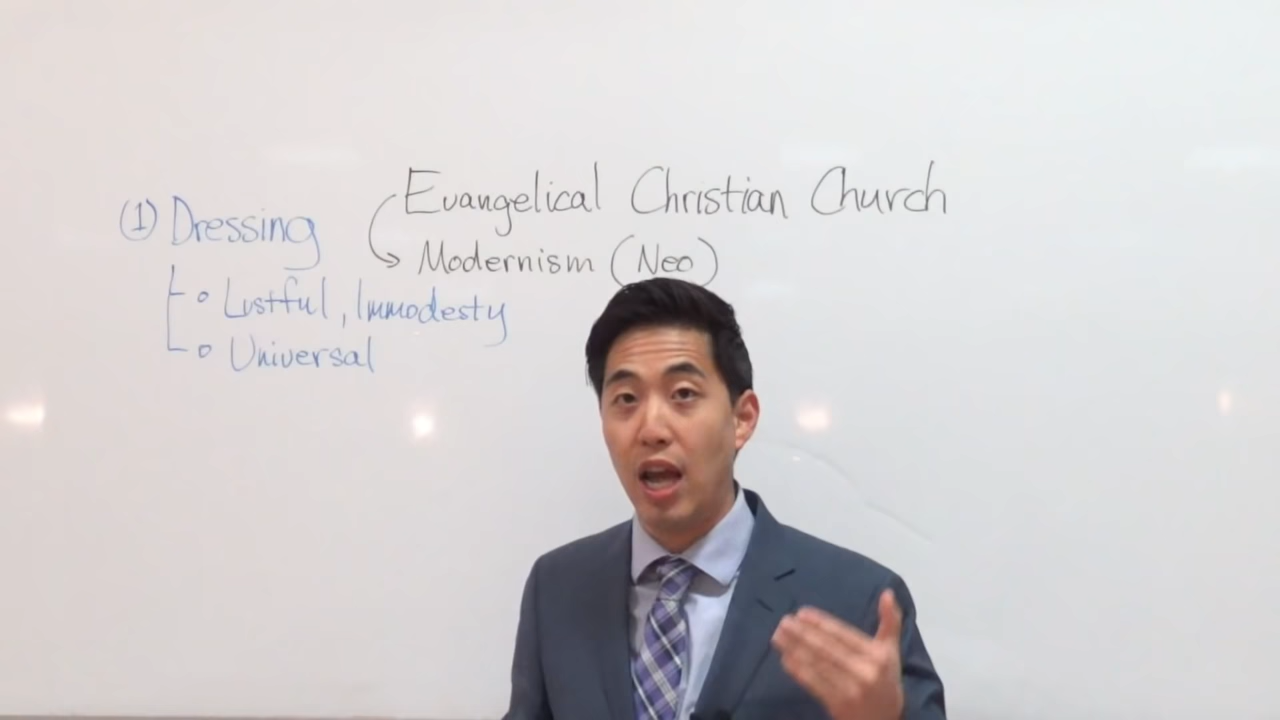 Evangelical Christian Church
Modernism (Neo)
(1) Dressing
Lustful, Immodesty
Universal